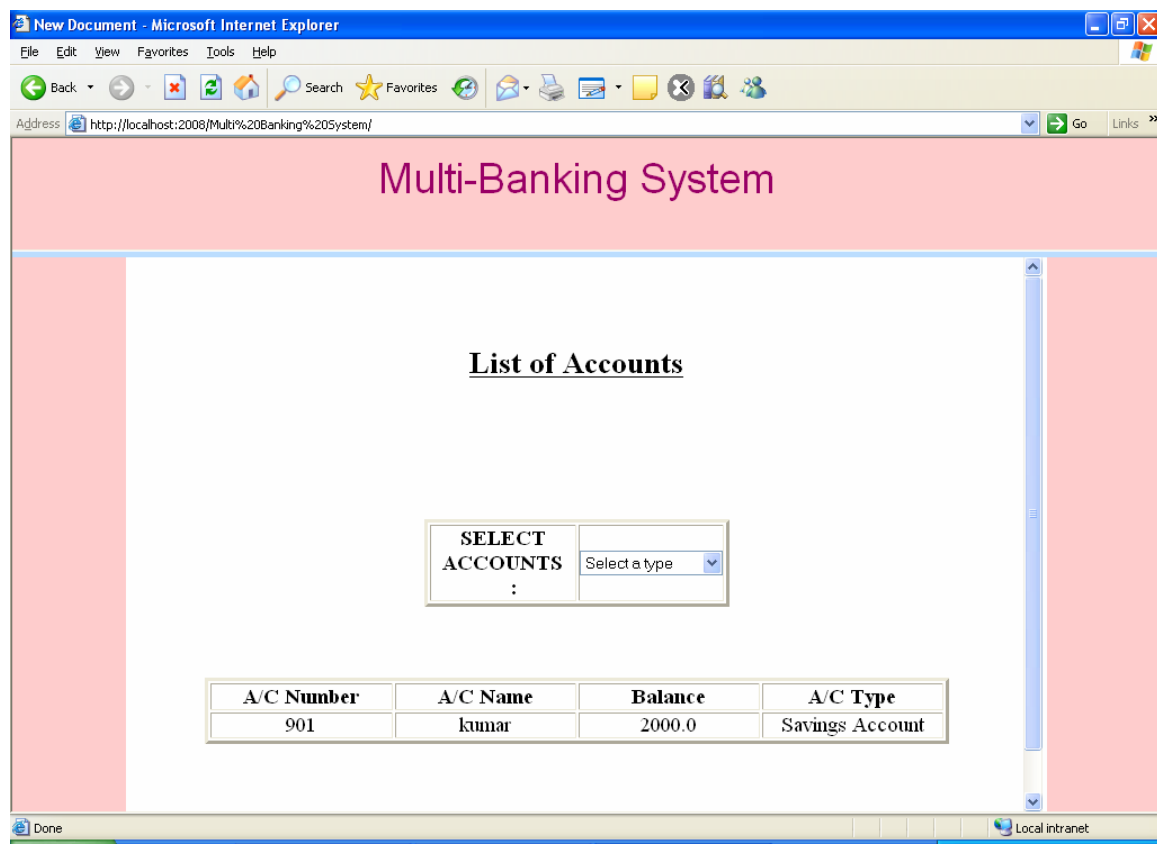 New Document - Microsoft Internet Explorer
File Edit View Favorites Tools Help
Back Search Favorites
Address http://localhost:2008/Multi%20Banking%20System/ Go Links »
Multi-Banking System
List of Accounts
SELECT
ACCOUNTS Select a type
:
A/C Number A/C Name Balance A/C Type
901 kumar 2000.0 Savings Account
Done Local intranet